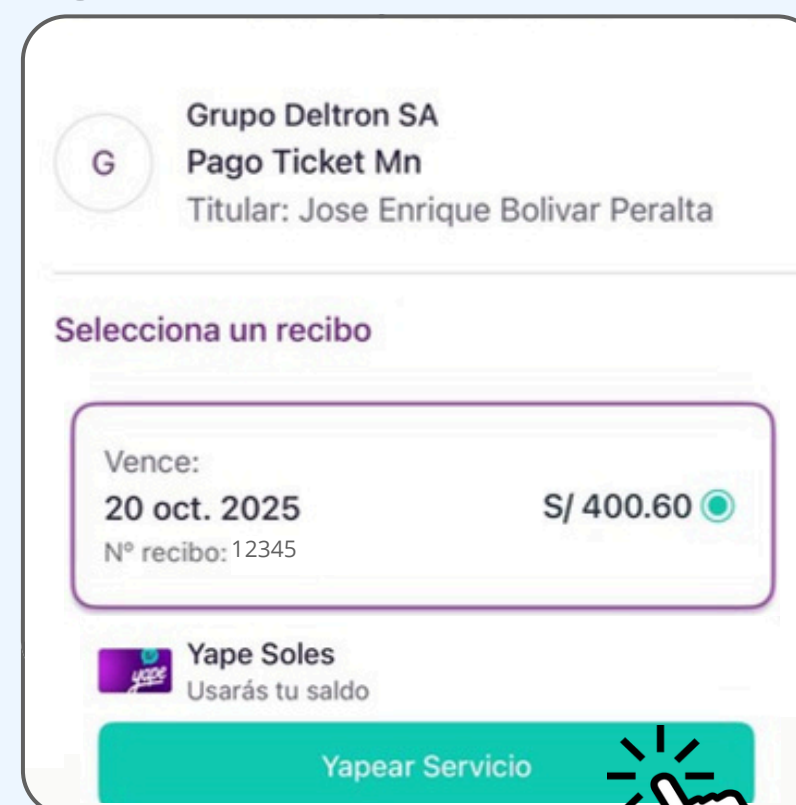 Grupo Deltron SA
G
Pago Ticket Mn
Titular: Jose Enrique Bolivar Peralta
Selecciona un recibo
Vence:
20 oct. 2025
S/ 400.60
N° recibo: 12345
Yape Soles
yape
Usarás tu saldo
Yapear Servicio